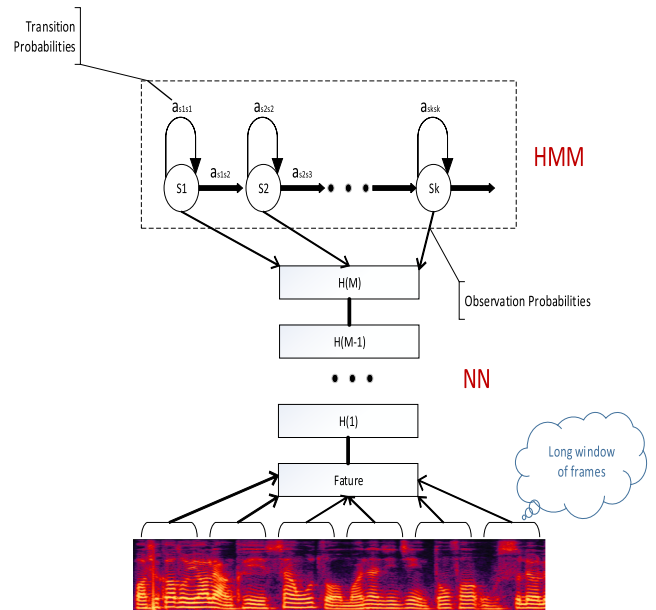 Transition
Probabilities
as1s1
as2s2
asksk
HMM
S1
as1s2
S2
as2s3
Sk
H(M)
Observation Probabilities
H(M-1)
NN
H(1)
Long window
of frames
Fature